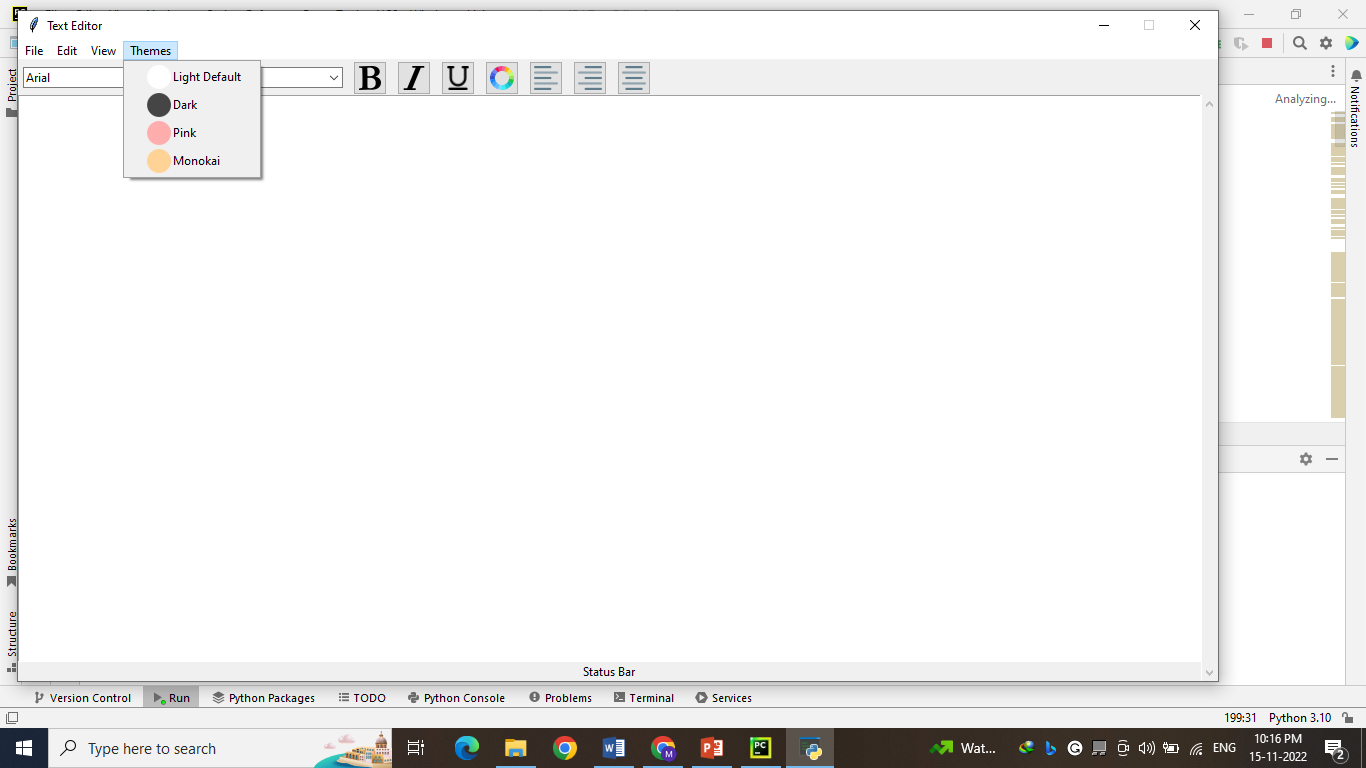 Text Editor
File Edit View Themes
Arial
B I U
Light Default
Dark
Pink
Monokai
Analyzing...
Project
Notifications
Bookmarks
Structure
Status Bar
Version Control Run Python Packages TODO Python Console Problems Terminal Services
199:31 Python 3.10
Type here to search
Wat... ENG
10:16 PM
15-11-2022
2